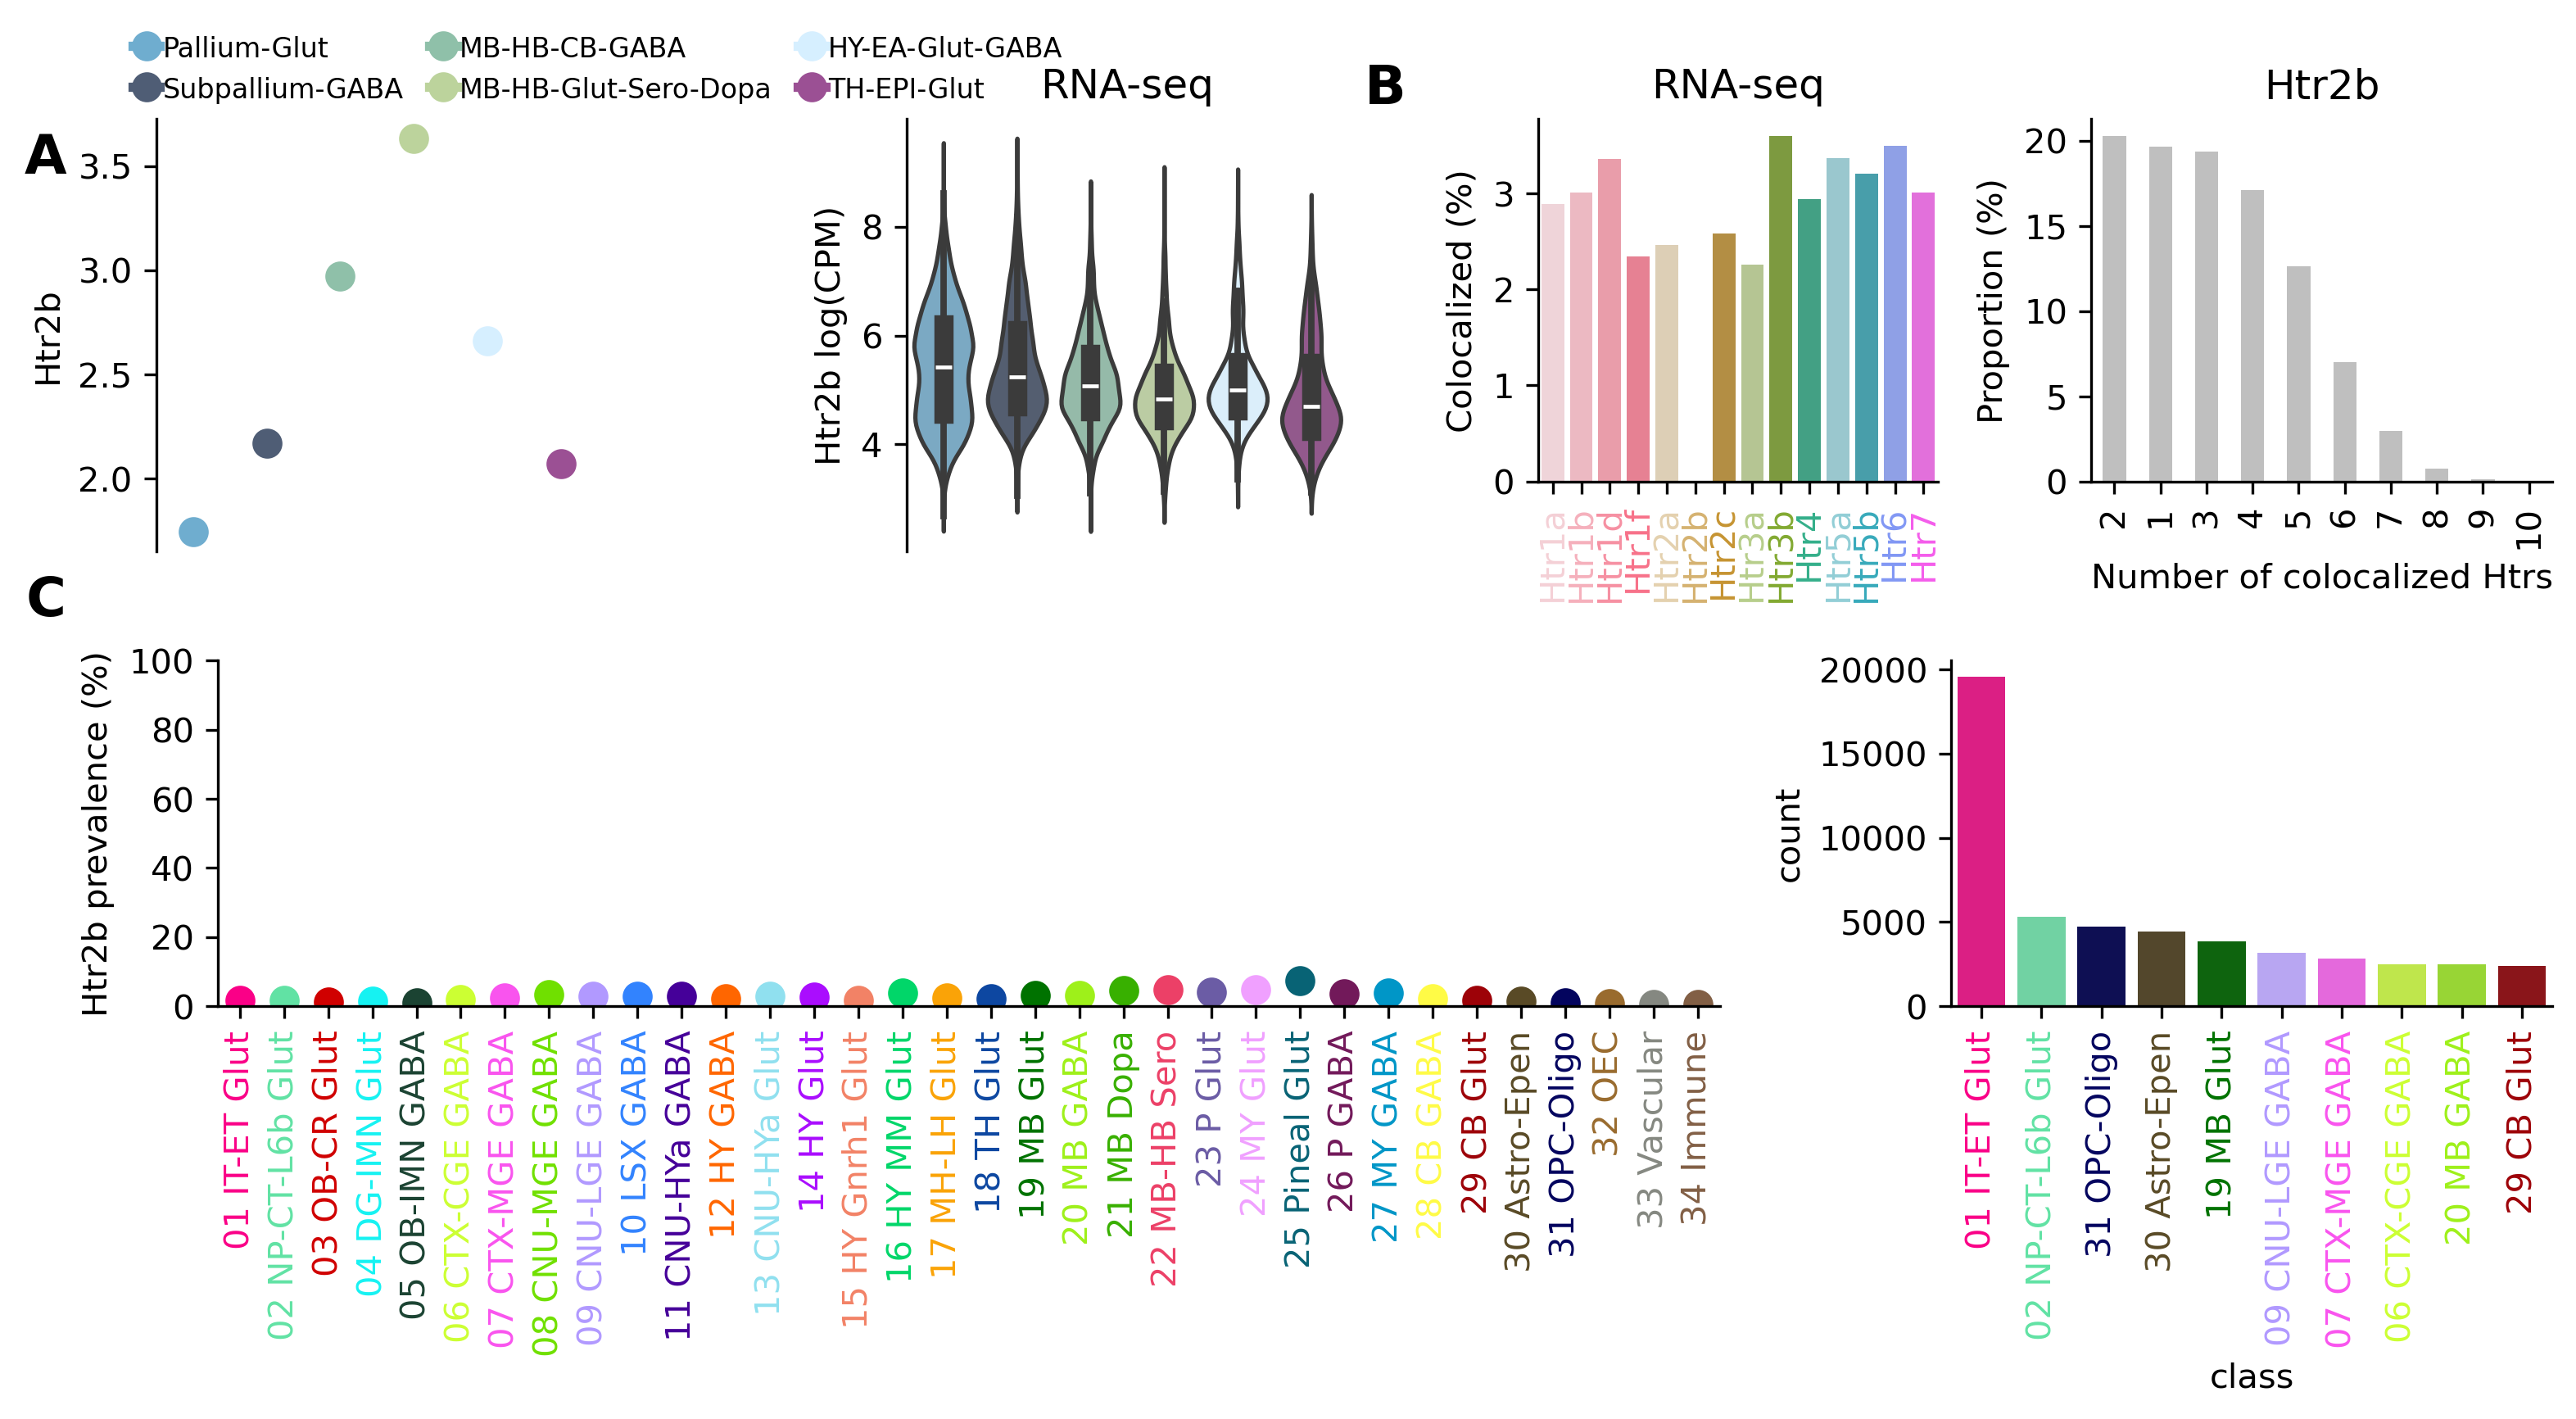 Pallium-Glut
Subpallium-GABA
MB-HB-CB-GABA
MB-HB-Glut-Sero-Dopa
HY-EA-Glut-GABA
TH-EPI-Glut
A
Htr2b
3.5
3.0
2.5
2.0
RNA-seq
Htr2b log(CPM)
8
6
4
B
RNA-seq
Colocalized (%)
3
2
1
0
Htr1a
Htr1b
Htr1d
Htr1f
Htr2a
Htr2b
Htr2c
Htr3a
Htr3b
Htr4
Htr5a
Htr5b
Htr6
Htr7
Htr2b
Proportion (%)
20
15
10
5
0
2
1
3
4
5
6
7
8
9
10
Number of colocalized Htrs
C
Htr2b prevalence (%)
100
80
60
40
20
0
01 IT-ET Glut
02 NP-CT-L6b Glut
03 OB-CR Glut
04 DG-IMN Glut
05 OB-IMN GABA
06 CTX-CGE GABA
07 CTX-MGE GABA
08 CNU-MGE GABA
09 CNU-LGE GABA
10 LSX GABA
11 CNU-HYa GABA
12 HY GABA
13 CNU-HYa Glut
14 HY Glut
15 HY Gnrh1 Glut
16 HY MM Glut
17 MH-LH Glut
18 TH Glut
19 MB Glut
20 MB GABA
21 MB Dopa
22 MB-HB Sero
23 P Glut
24 MY Glut
25 Pineal Glut
26 P GABA
27 MY GABA
28 CB GABA
29 CB Glut
30 Astro-Epen
31 OPC-Oligo
32 OEC
33 Vascular
34 Immune
count
20000
15000
10000
5000
0
01 IT-ET Glut
02 NP-CT-L6b Glut
31 OPC-Oligo
30 Astro-Epen
19 MB Glut
09 CNU-LGE GABA
07 CTX-MGE GABA
06 CTX-CGE GABA
20 MB GABA
29 CB Glut
class